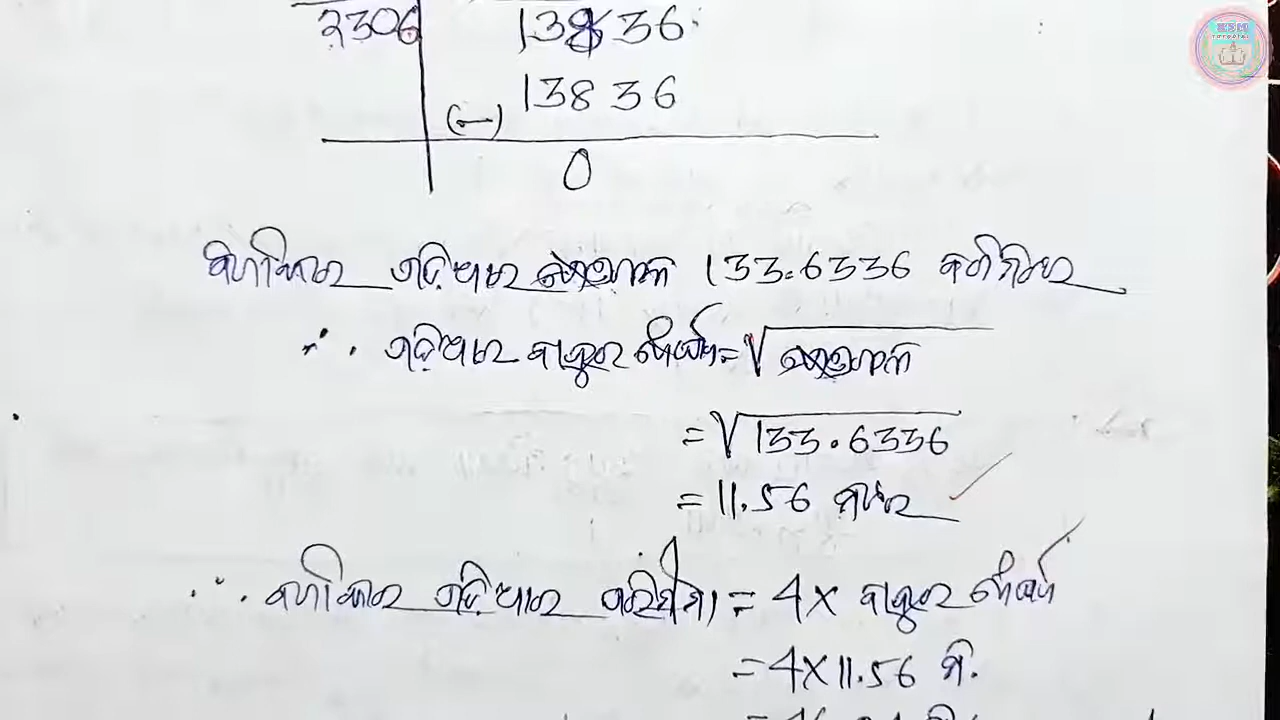 2306 13836
13836
(-)
0
ବର୍ଗାକାର ପଡ଼ିଆର କ୍ଷେତ୍ରଫଳ 133.6336 ବର୍ଗମିଟର
∴ ପଡ଼ିଆର ବାହୁର ଦୈର୍ଘ୍ୟ = √କ୍ଷେତ୍ରଫଳ
= √133.6336
= 11.56 ମିଟର
∴ ବର୍ଗାକାର ପଡ଼ିଆର ପରିସୀମା = 4 x ବାହୁର ଦୈର୍ଘ୍ୟ
= 4 x 11.56 ମି.